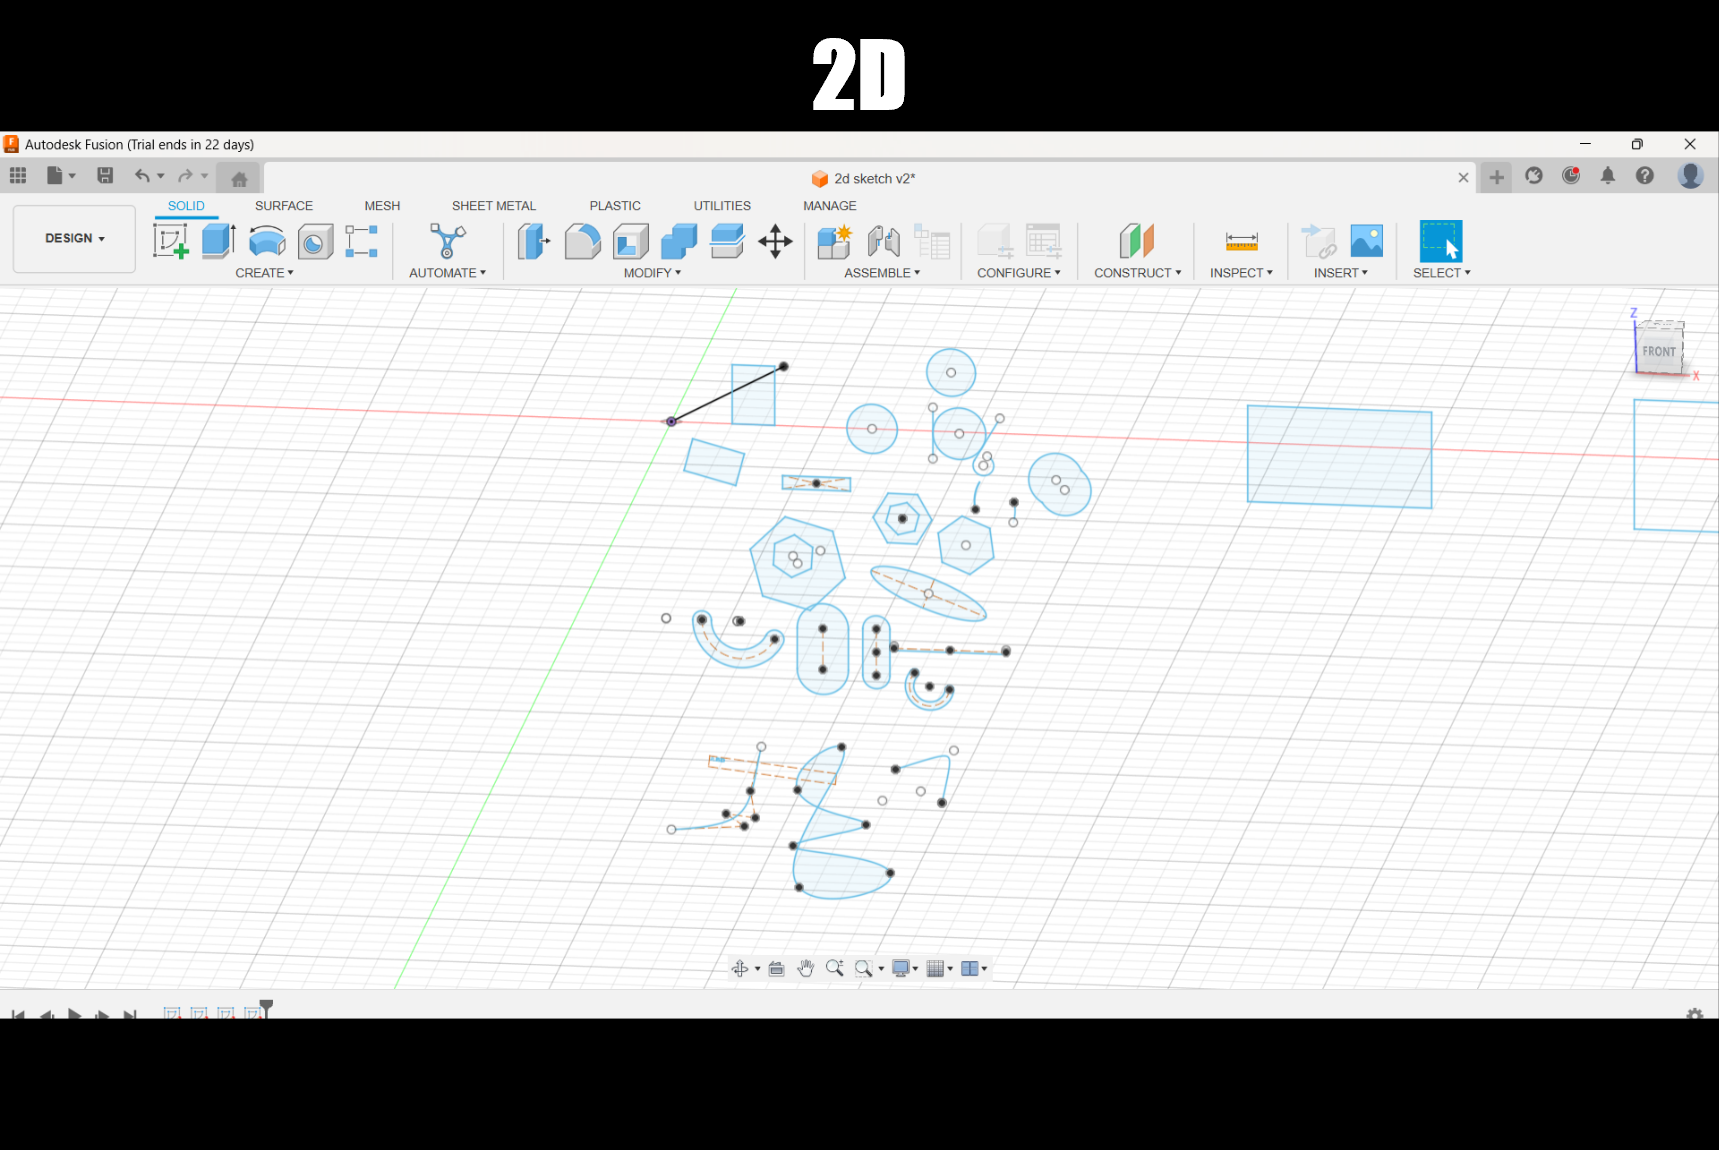 2D
Autodesk Fusion (Trial ends in 22 days)
2d sketch v2*
DESIGN
SOLID SURFACE MESH SHEET METAL PLASTIC UTILITIES MANAGE
CREATE AUTOMATE MODIFY ASSEMBLE CONFIGURE CONSTRUCT INSPECT INSERT SELECT
Z
FRONT
X